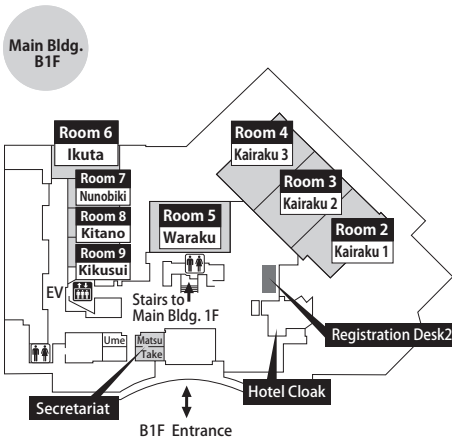 Main Bldg.
B1F
Room 6
Ikuta
Room 7
Nunobiki
Room 8
Kitano
Room 9
Kikusui
Room 5
Waraku
Room 4
Kairaku 3
Room 3
Kairaku 2
Room 2
Kairaku 1
EV
Stairs to
Main Bldg. 1F
Registration Desk2
Ume
Matsu
Take
Secretariat
Hotel Cloak
B1F Entrance